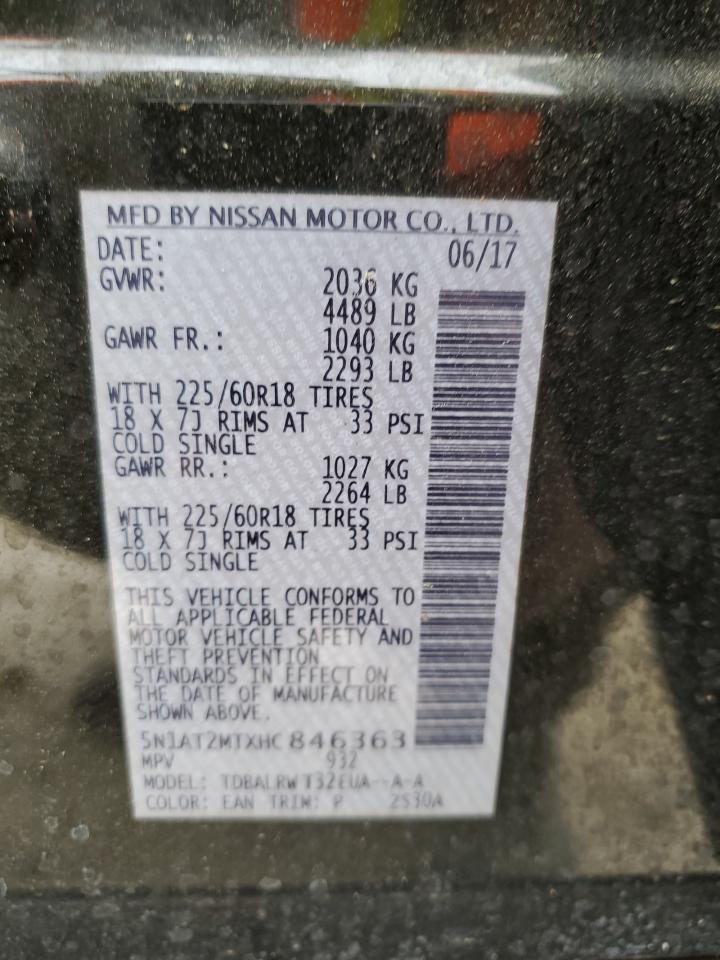 MFD BY NISSAN MOTOR CO., LTD.
DATE: 06/17
GVWR: 2036 KG
4489 LB
GAWR FR.: 1040 KG
2293 LB
WITH 225/60R18 TIRES
18 X 7J RIMS AT 33 PSI
COLD SINGLE
GAWR RR.: 1027 KG
2264 LB
WITH 225/60R18 TIRES
18 X 7J RIMS AT 33 PSI
COLD SINGLE
THIS VEHICLE CONFORMS TO
ALL APPLICABLE FEDERAL
MOTOR VEHICLE SAFETY AND
THEFT PREVENTION
STANDARDS IN EFFECT ON
THE DATE OF MANUFACTURE
SHOWN ABOVE.
5N1AT2MTXHC846363
MPV 932
MODEL: TDBALRWT32EUA--A-A
COLOR: EAN TRIM: P 2530A